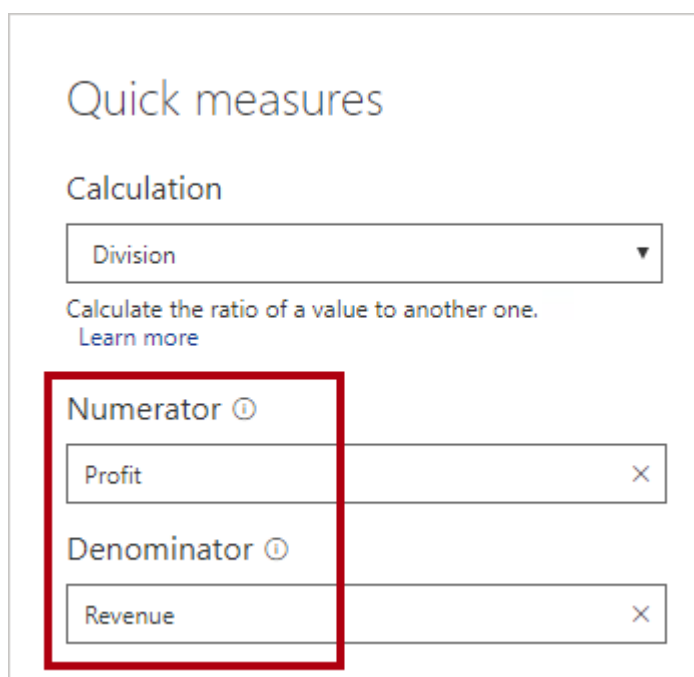 Quick measures
Calculation
Division
Calculate the ratio of a value to another one.
Learn more
Numerator
Profit
Denominator
Revenue